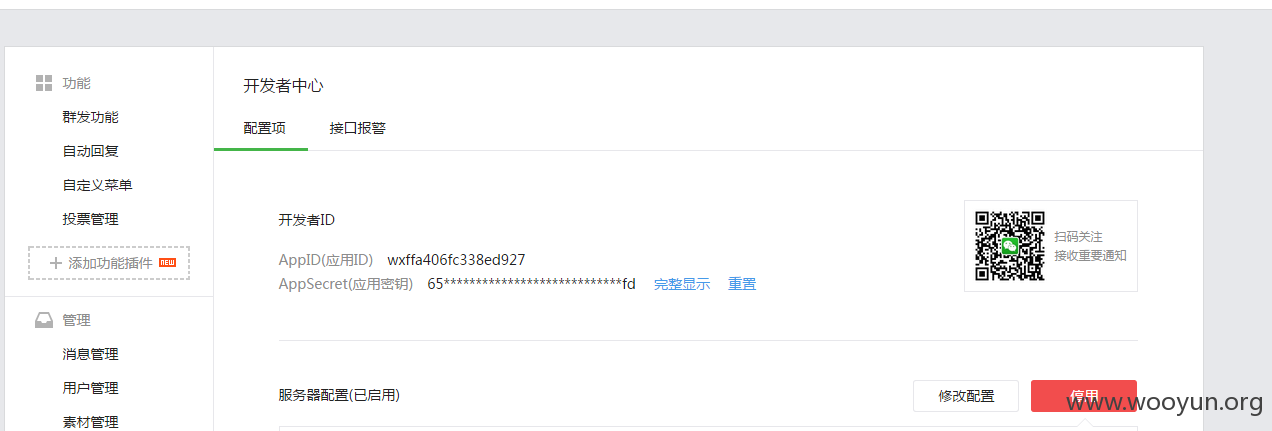 功能
群发功能
自动回复
自定义菜单
投票管理
添加功能插件 NEW
管理
消息管理
用户管理
素材管理
开发者中心
配置项 接口报警
开发者ID
AppID(应用ID) wxffa406fc338ed927
AppSecret(应用密钥) 65****************************fd 完整显示 重置
扫码关注
接收重要通知
服务器配置(已启用) 修改配置 停用
www.wooyun.org